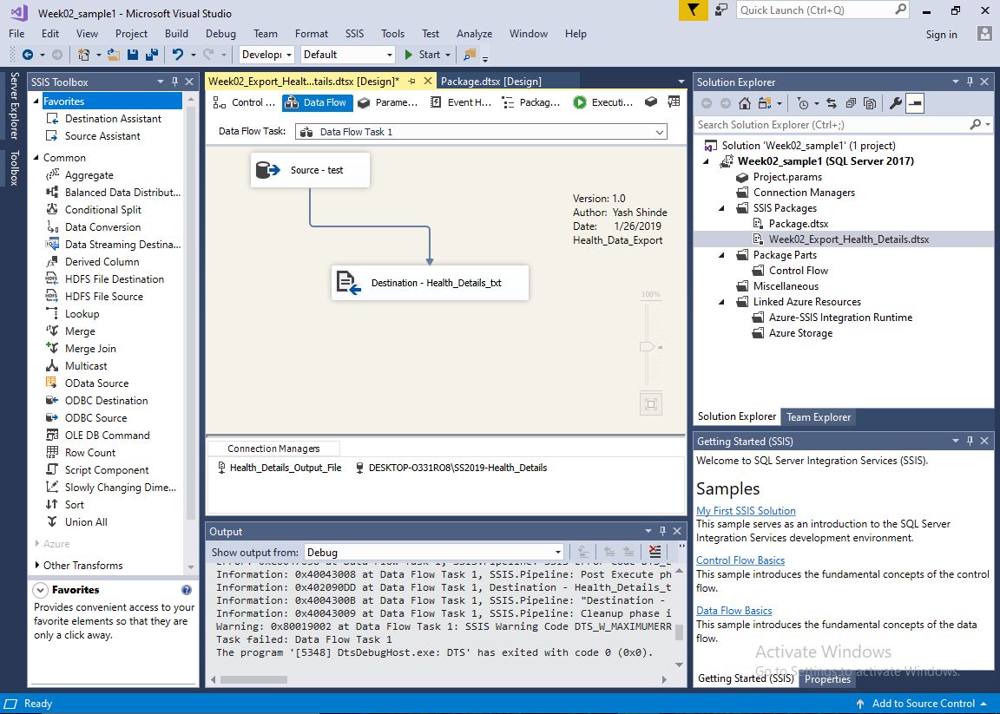 Week02_sample1 - Microsoft Visual Studio
Quick Launch (Ctrl+Q)
File Edit View Project Build Debug Team Format SSIS Tools Test Analyze Window Help
Sign in
Develop Default Start
Server Explorer
Toolbox
SSIS Toolbox
Favorites
Destination Assistant
Source Assistant
Common
Aggregate
Balanced Data Distribut...
Conditional Split
Data Conversion
Data Streaming Destina...
Derived Column
HDFS File Destination
HDFS File Source
Lookup
Merge
Merge Join
Multicast
OData Source
ODBC Destination
ODBC Source
OLE DB Command
Row Count
Script Component
Slowly Changing Dime...
Sort
Union All
Azure
Other Transforms
Favorites
Provides convenient access to your
favorite elements so that they are
only a click away.
Week02_Export_Healt...tails.dtsx [Design]*
Package.dtsx [Design]
Control ... Data Flow Parame... Event H... Packag... Executi...
Data Flow Task: Data Flow Task 1
Source - test
Version: 1.0
Author: Yash Shinde
Date: 1/26/2019
Health_Data_Export
Destination - Health_Details_txt
100%
Connection Managers
Health_Details_Output_File
DESKTOP-O331RO8\SS2019-Health_Details
Output
Show output from: Debug
Information: 0x40043008 at Data Flow Task 1, SSIS.Pipeline: Post Execute ph
Information: 0x402090DD at Data Flow Task 1, Destination - Health_Details_t
Information: 0x4004300B at Data Flow Task 1, SSIS.Pipeline: "Destination -
Information: 0x40043009 at Data Flow Task 1, SSIS.Pipeline: Cleanup phase i
Warning: 0x80019002 at Data Flow Task 1: SSIS Warning Code DTS_W_MAXIMUMERR
Task failed: Data Flow Task 1
The program '[5348] DtsDebugHost.exe: DTS' has exited with code 0 (0x0).
Solution Explorer
Search Solution Explorer (Ctrl+;)
Solution 'Week02_sample1' (1 project)
Week02_sample1 (SQL Server 2017)
Project.params
Connection Managers
SSIS Packages
Package.dtsx
Week02_Export_Health_Details.dtsx
Package Parts
Control Flow
Miscellaneous
Linked Azure Resources
Azure-SSIS Integration Runtime
Azure Storage
Solution Explorer Team Explorer
Getting Started (SSIS)
Welcome to SQL Server Integration Services (SSIS).
Samples
My First SSIS Solution
This sample serves as an introduction to the SQL Server
Integration Services development environment.
Control Flow Basics
This sample introduces the fundamental concepts of the control
flow.
Data Flow Basics
This sample introduces the fundamental concepts of the data
flow.
Activate Windows
Go to Settings to activate Windows.
Getting Started (SSIS) Properties
Ready
Add to Source Control